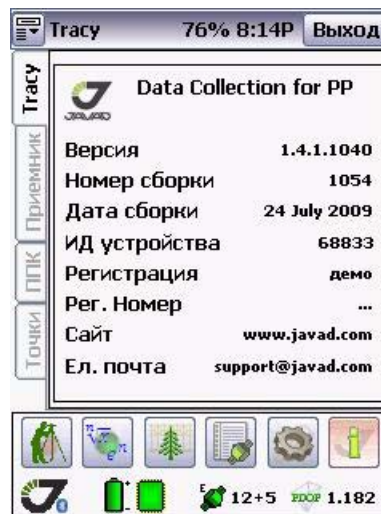 Tracy 76% 8:14P Выход
Tracy
Приемник
ППК
Точки
JAVAD
Data Collection for PP
Версия 1.4.1.1040
Номер сборки 1054
Дата сборки 24 July 2009
ИД устройства 68833
Регистрация демо
Рег. Номер ...
Сайт www.javad.com
Ел. почта support@javad.com
0 E 12+5 PDOP 1.182